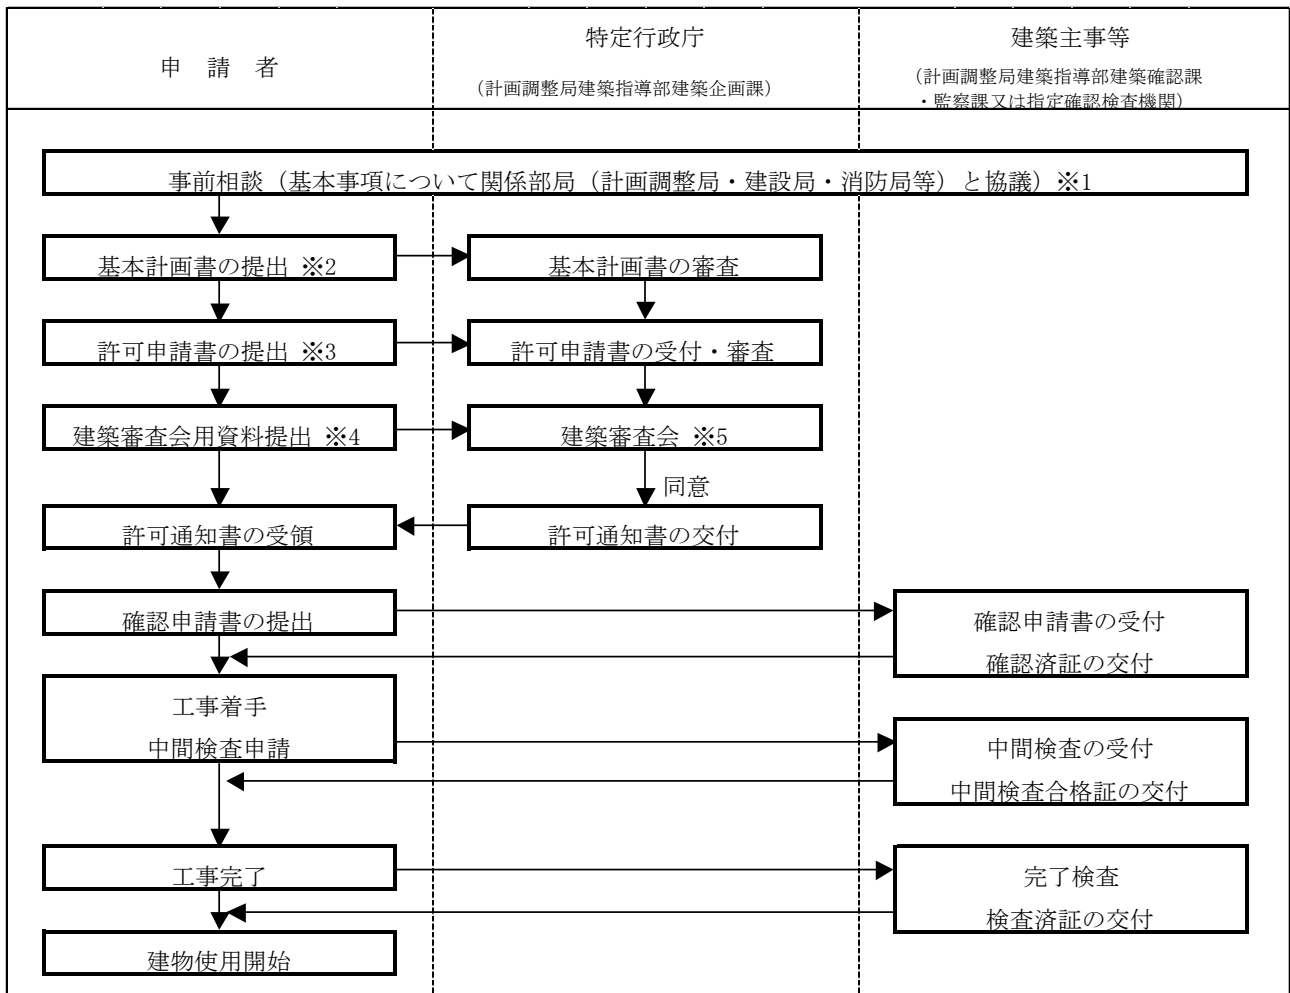 申 請 者
特定行政庁
（計画調整局建築指導部建築企画課）
建築主事等
（計画調整局建築指導部建築確認課
・監察課又は指定確認検査機関）
事前相談（基本事項について関係部局（計画調整局・建設局・消防局等）と協議）※1
基本計画書の提出 ※2
基本計画書の審査
許可申請書の提出 ※3
許可申請書の受付・審査
建築審査会用資料提出 ※4
建築審査会 ※5
同意
許可通知書の受領
許可通知書の交付
確認申請書の提出
確認申請書の受付
確認済証の交付
工事着手
中間検査申請
中間検査の受付
中間検査合格証の交付
工事完了
完了検査
検査済証の交付
建物使用開始